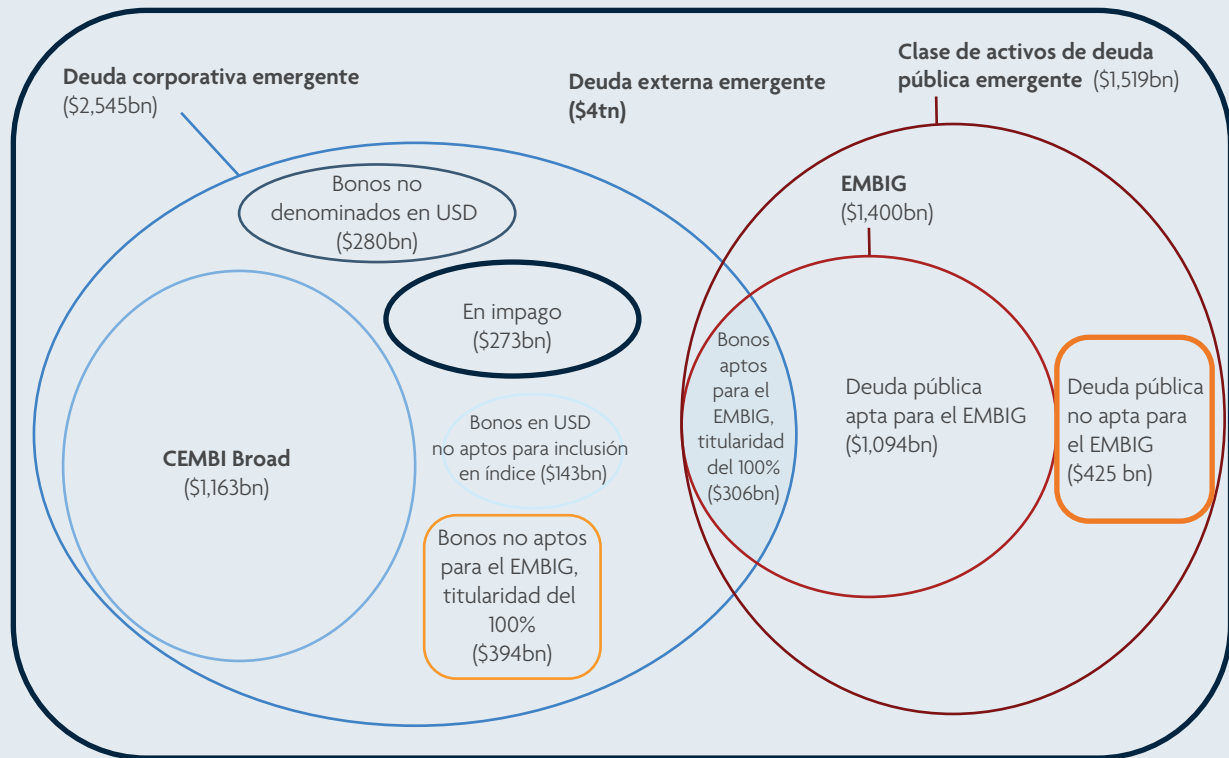 Deuda corporativa emergente
($2,545bn)
Deuda externa emergente
($4tn)
Clase de activos de deuda
pública emergente ($1,519bn)
Bonos no
denominados en USD
($280bn)
EMBIG
($1,400bn)
En impago
($273bn)
Bonos
aptos
para el
EMBIG,
titularidad
del 100%
($306bn)
Deuda pública
apta para el EMBIG
($1,094bn)
Deuda pública
no apta para
el EMBIG
($425 bn)
CEMBI Broad
($1,163bn)
Bonos en USD
no aptos para inclusión
en índice ($143bn)
Bonos no aptos
para el EMBIG,
titularidad del
100%
($394bn)